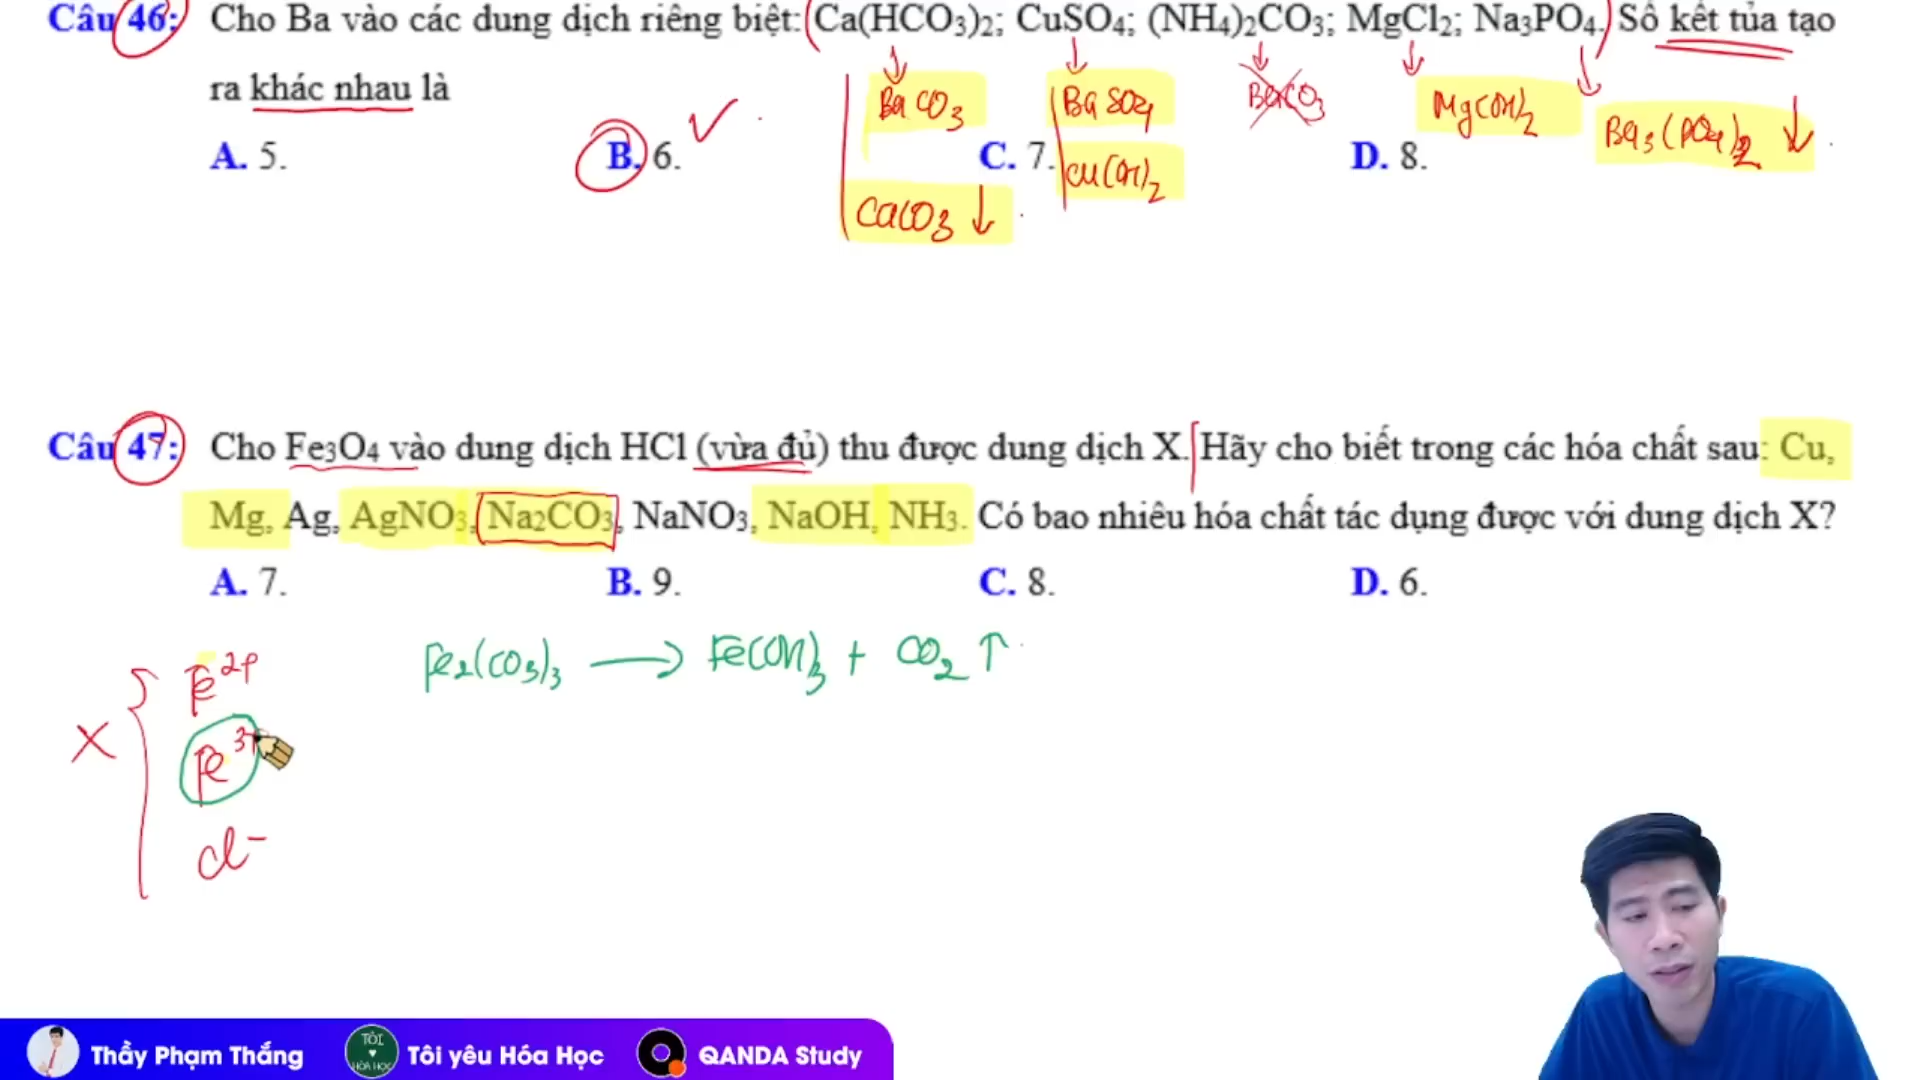 Câu 46: Cho Ba vào các dung dịch riêng biệt: Ca(HCO3)2; CuSO4; (NH4)2CO3; MgCl2; Na3PO4. Số kết tủa tạo
ra khác nhau là
BaCO3 BaSO4 BaCO3 Mg(OH)2 Ba3(PO4)2 ↓
A. 5. B. 6. C. 7. D. 8.
Cu(OH)2
CaCO3 ↓
Câu 47: Cho Fe3O4 vào dung dịch HCl (vừa đủ) thu được dung dịch X. Hãy cho biết trong các hóa chất sau: Cu,
Mg, Ag, AgNO3, Na2CO3, NaNO3, NaOH, NH3. Có bao nhiêu hóa chất tác dụng được với dung dịch X?
A. 7. B. 9. C. 8. D. 6.
Fe2(CO3)3 → Fe(OH)3 + CO2 ↑
Fe2+
X
Fe3+
Cl-
Thầy Phạm Thắng TÔI YÊU HÓA HỌC Tôi yêu Hóa Học QANDA Study